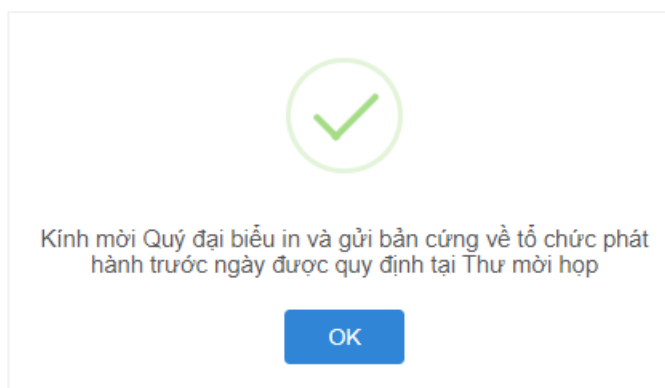 Kính mời Quý đại biểu in và gửi bản cứng về tổ chức phát
hành trước ngày được quy định tại Thư mời họp
OK